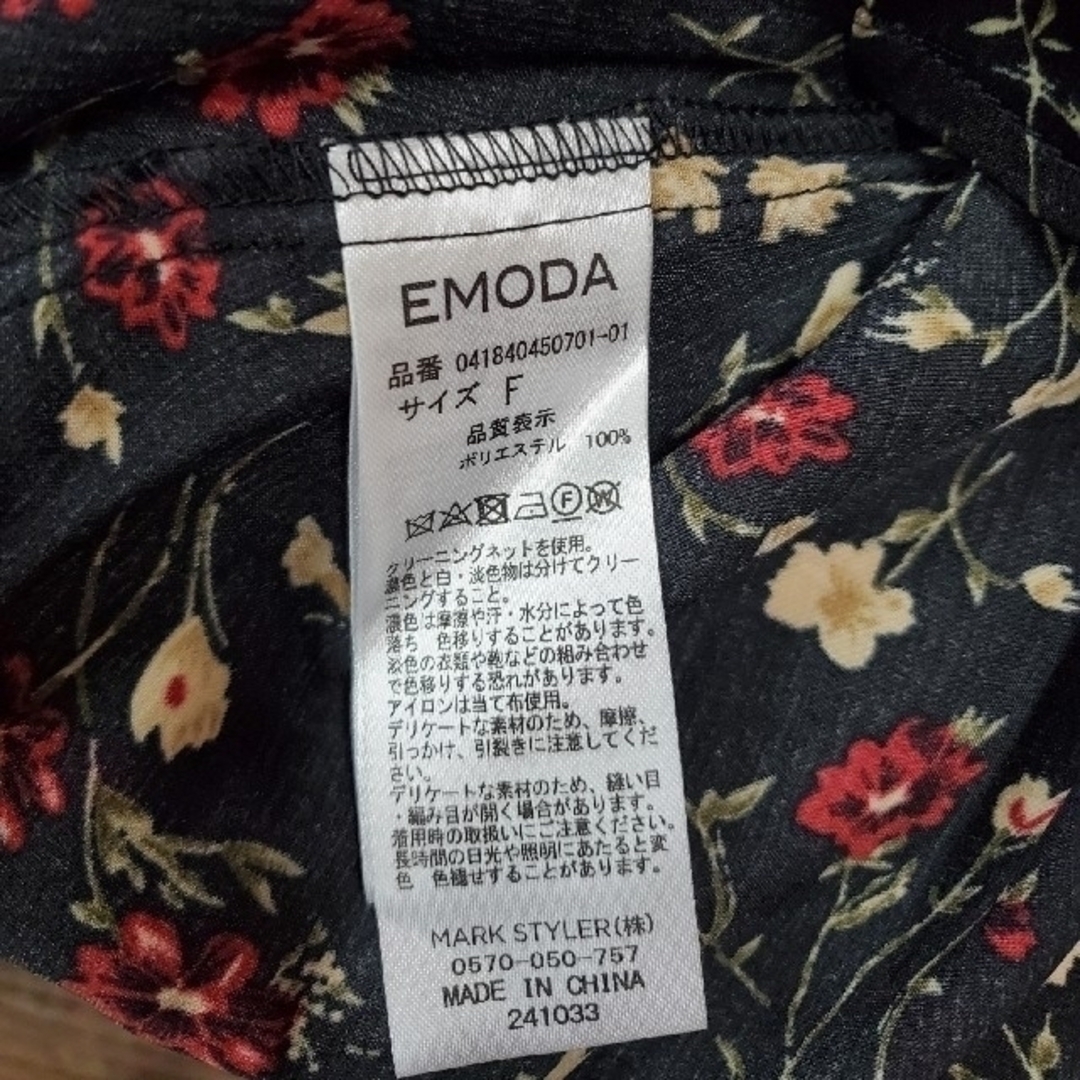 EMODA
品番 041840450701-01
サイズ F
品質表示
ポリエステル 100%
F W
クリーニングネットを使用。
濃色と白・淡色物は分けてクリー
ニングすること。
濃色は摩擦や汗・水分によって色
落ち 色移りすることがあります。
淡色の衣類や鞄などの組み合わせ
で色移りする恐れがあります。
アイロンは当て布使用。
デリケートな素材のため、摩擦、
引っかけ、引裂きに注意してくだ
さい。
デリケートな素材のため、縫い目
・編み目が開く場合があります。
着用時の取扱いにご注意ください。
長時間の日光や照明にあたると変
色 色褪せすることがあります。
MARK STYLER(株)
0570-050-757
MADE IN CHINA
241033